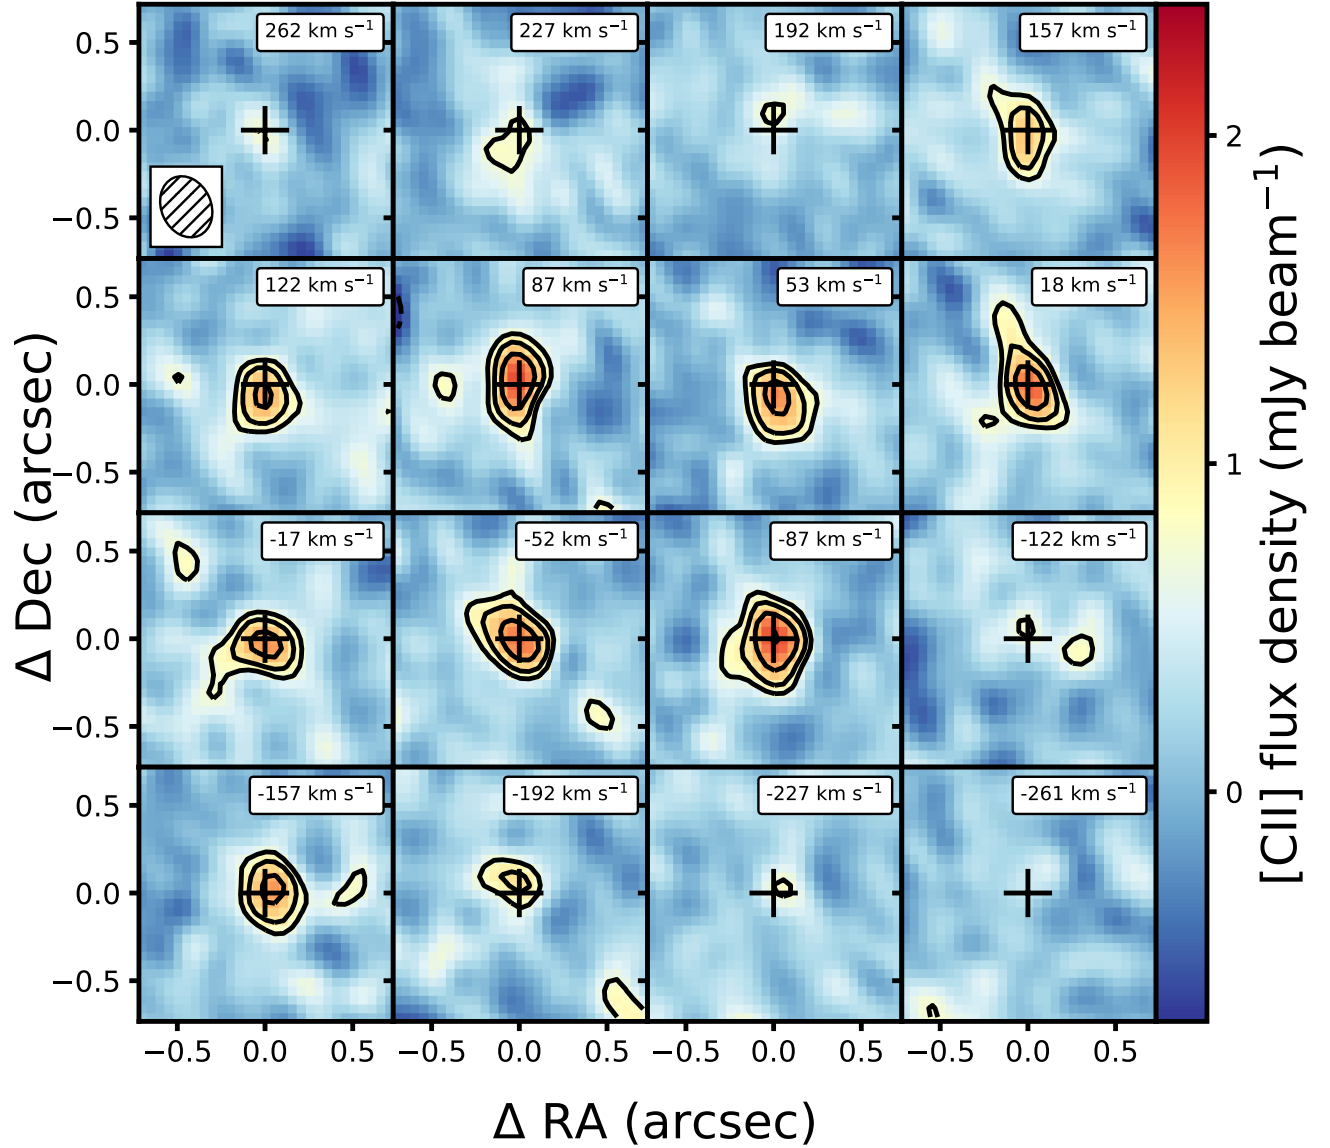 262 km s⁻¹ 227 km s⁻¹ 192 km s⁻¹ 157 km s⁻¹
0.5
0.0
−0.5
122 km s⁻¹ 87 km s⁻¹ 53 km s⁻¹ 18 km s⁻¹
0.5
0.0
−0.5
-17 km s⁻¹ -52 km s⁻¹ -87 km s⁻¹ -122 km s⁻¹
0.5
0.0
−0.5
-157 km s⁻¹ -192 km s⁻¹ -227 km s⁻¹ -261 km s⁻¹
0.5
0.0
−0.5
−0.5 0.0 0.5 −0.5 0.0 0.5 −0.5 0.0 0.5 −0.5 0.0 0.5
Δ RA (arcsec)
Δ Dec (arcsec)
2
1
0
[CII] flux density (mJy beam⁻¹)